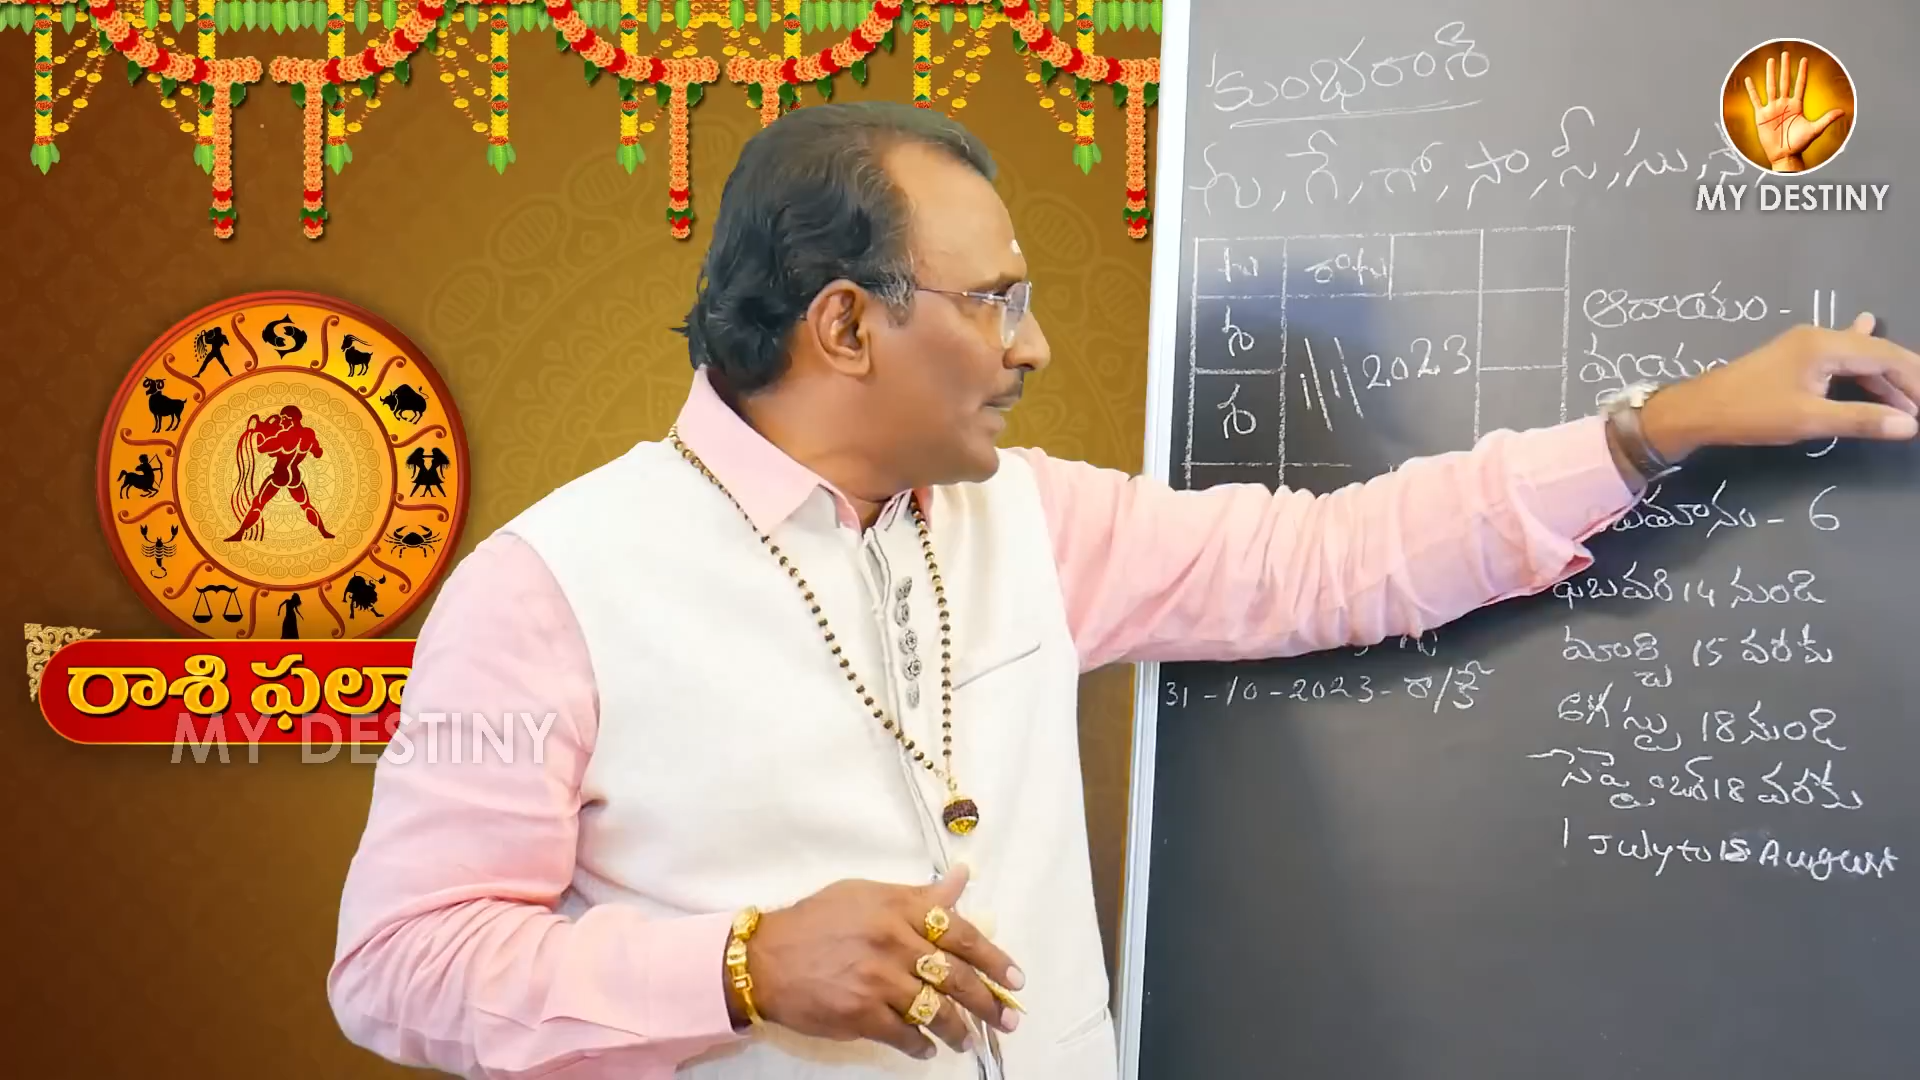 కుంభరాశి
గు, గే, గో, సా, సీ, సు,
MY DESTINY
గు రాగు
శ
2023
శ
ఆదాయం - 11
వ్యయం
మానం - 6
ఫిబ్రవరి 14 నుండి
మార్చి 15 వరకు
31-10-2023- రా/కే
ఆగస్టు 18 నుండి
సెప్టెంబర్ 18 వరకు
1 July to 18 August
రాశి ఫలా
MY DESTINY